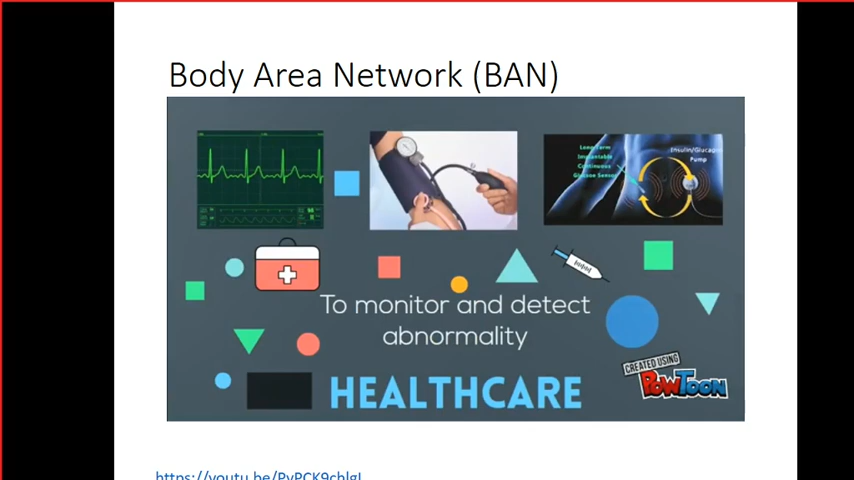 Body Area Network (BAN)
Long Term
Implantable
Continuous
Glucose Sensor
Insulin/Glucagon
Pump
To monitor and detect
abnormality
HEALTHCARE
CREATED USING
POWTOON